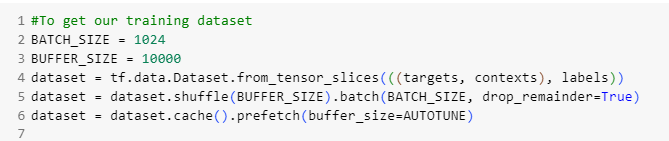 1 #To get our training dataset
2 BATCH_SIZE = 1024
3 BUFFER_SIZE = 10000
4 dataset = tf.data.Dataset.from_tensor_slices(((targets, contexts), labels))
5 dataset = dataset.shuffle(BUFFER_SIZE).batch(BATCH_SIZE, drop_remainder=True)
6 dataset = dataset.cache().prefetch(buffer_size=AUTOTUNE)
7